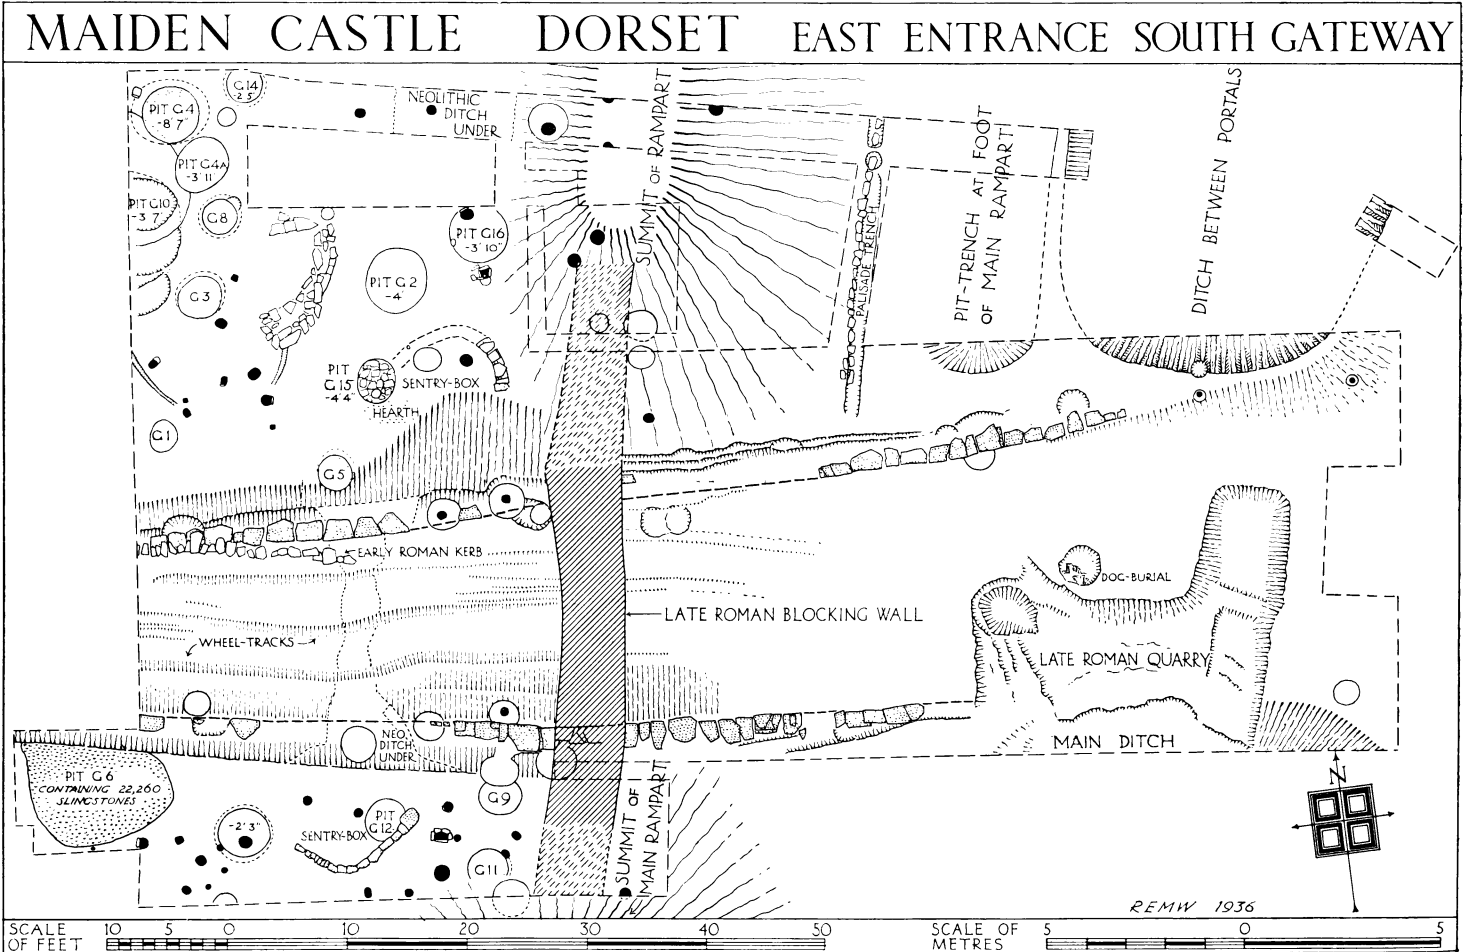 MAIDEN CASTLE DORSET EAST ENTRANCE SOUTH GATEWAY
G14
-2'5"
PIT G4
-8'7"
NEOLITHIC
DITCH
UNDER
SUMMIT OF RAMPART
PIT G4A
-3'11"
PIT G10
-3'7"
G8
PIT G16
-3'10"
PALISADE TRENCH
PIT-TRENCH AT FOOT
OF MAIN RAMPART
DITCH BETWEEN PORTALS
G3
PIT G2
-4'
PIT
G15
-4'4"
SENTRY-BOX
HEARTH
G1
G5
EARLY ROMAN KERB
DOG-BURIAL
LATE ROMAN BLOCKING WALL
WHEEL-TRACKS
LATE ROMAN QUARRY
NEO.
DITCH
UNDER
MAIN DITCH
PIT G6
CONTAINING 22,260
SLINGSTONES
G9
N
-2'3"
SENTRY-BOX
PIT
G12
G11
SUMMIT OF
MAIN RAMPART
REMW 1936
SCALE OF FEET 10 5 0 10 20 30 40 50
SCALE OF METRES 5 0 5